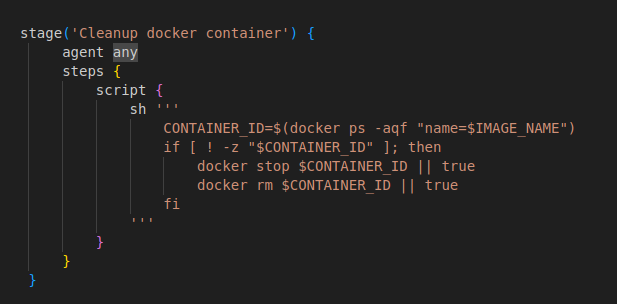 stage('Cleanup docker container') {
agent any
steps {
script {
sh '''
CONTAINER_ID=$(docker ps -aqf "name=$IMAGE_NAME")
if [ ! -z "$CONTAINER_ID" ]; then
docker stop $CONTAINER_ID || true
docker rm $CONTAINER_ID || true
fi
'''
}
}
}